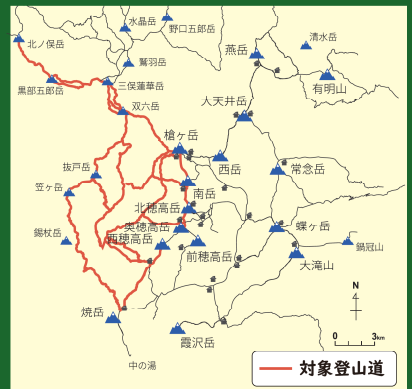 水晶岳
野口五郎岳
北ノ俣岳
燕岳
清水岳
鷲羽岳
黒部五郎岳
三俣蓮華岳
有明山
双六岳
大天井岳
槍ヶ岳
西岳
抜戸岳
常念岳
笠ヶ岳
南岳
北穂高岳
錫杖岳
奥穂高岳
蝶ヶ岳
西穂高岳
前穂高岳
鍋冠山
大滝山
N
焼岳
霞沢岳
0 3km
中の湯
対象登山道